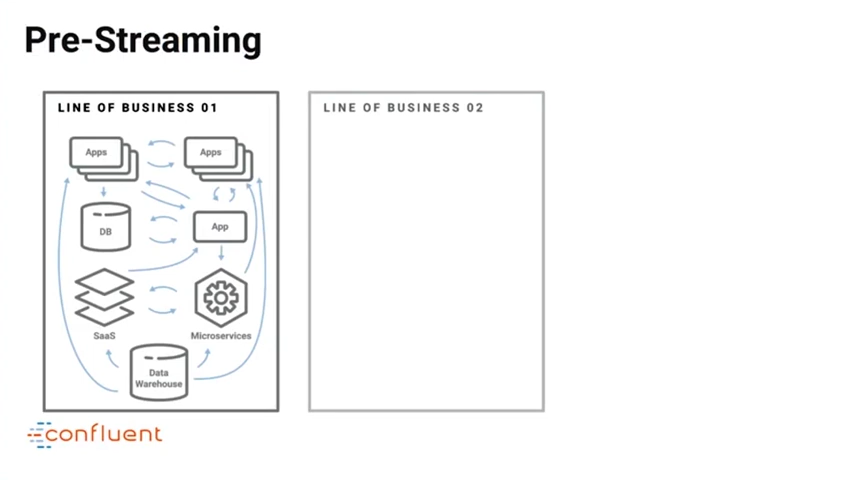 Pre-Streaming
LINE OF BUSINESS 01
Apps
Apps
DB
App
SaaS
Microservices
Data
Warehouse
LINE OF BUSINESS 02
confluent